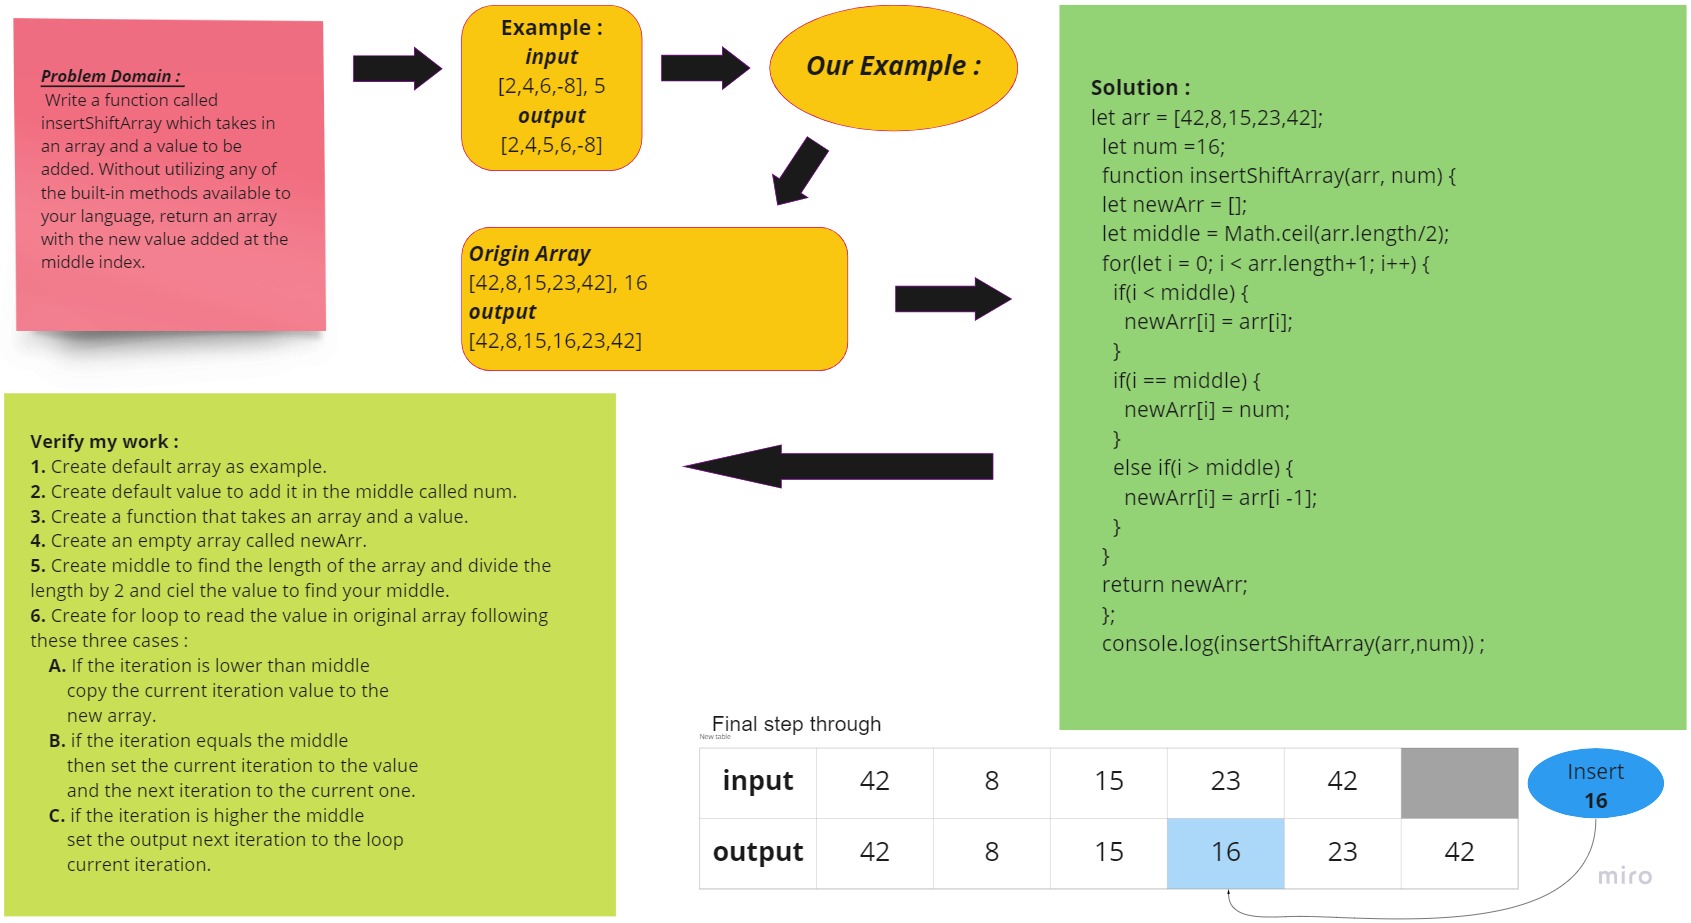 Problem Domain :
Write a function called
insertShiftArray which takes in
an array and a value to be
added. Without utilizing any of
the built-in methods available to
your language, return an array
with the new value added at the
middle index.
Example :
input
[2,4,6,-8], 5
output
[2,4,5,6,-8]
Our Example :
Origin Array
[42,8,15,23,42], 16
output
[42,8,15,16,23,42]
Solution :
let arr = [42,8,15,23,42];
let num =16;
function insertShiftArray(arr, num) {
let newArr = [];
let middle = Math.ceil(arr.length/2);
for(let i = 0; i < arr.length+1; i++) {
if(i < middle) {
newArr[i] = arr[i];
}
if(i == middle) {
newArr[i] = num;
}
else if(i > middle) {
newArr[i] = arr[i -1];
}
}
return newArr;
};
console.log(insertShiftArray(arr,num)) ;
Verify my work :
1. Create default array as example.
2. Create default value to add it in the middle called num.
3. Create a function that takes an array and a value.
4. Create an empty array called newArr.
5. Create middle to find the length of the array and divide the
length by 2 and ciel the value to find your middle.
6. Create for loop to read the value in original array following
these three cases :
A. If the iteration is lower than middle
copy the current iteration value to the
new array.
B. if the iteration equals the middle
then set the current iteration to the value
and the next iteration to the current one.
C. if the iteration is higher the middle
set the output next iteration to the loop
current iteration.
Final step through
New table
input 42 8 15 23 42
output 42 8 15 16 23 42
Insert
16
miro